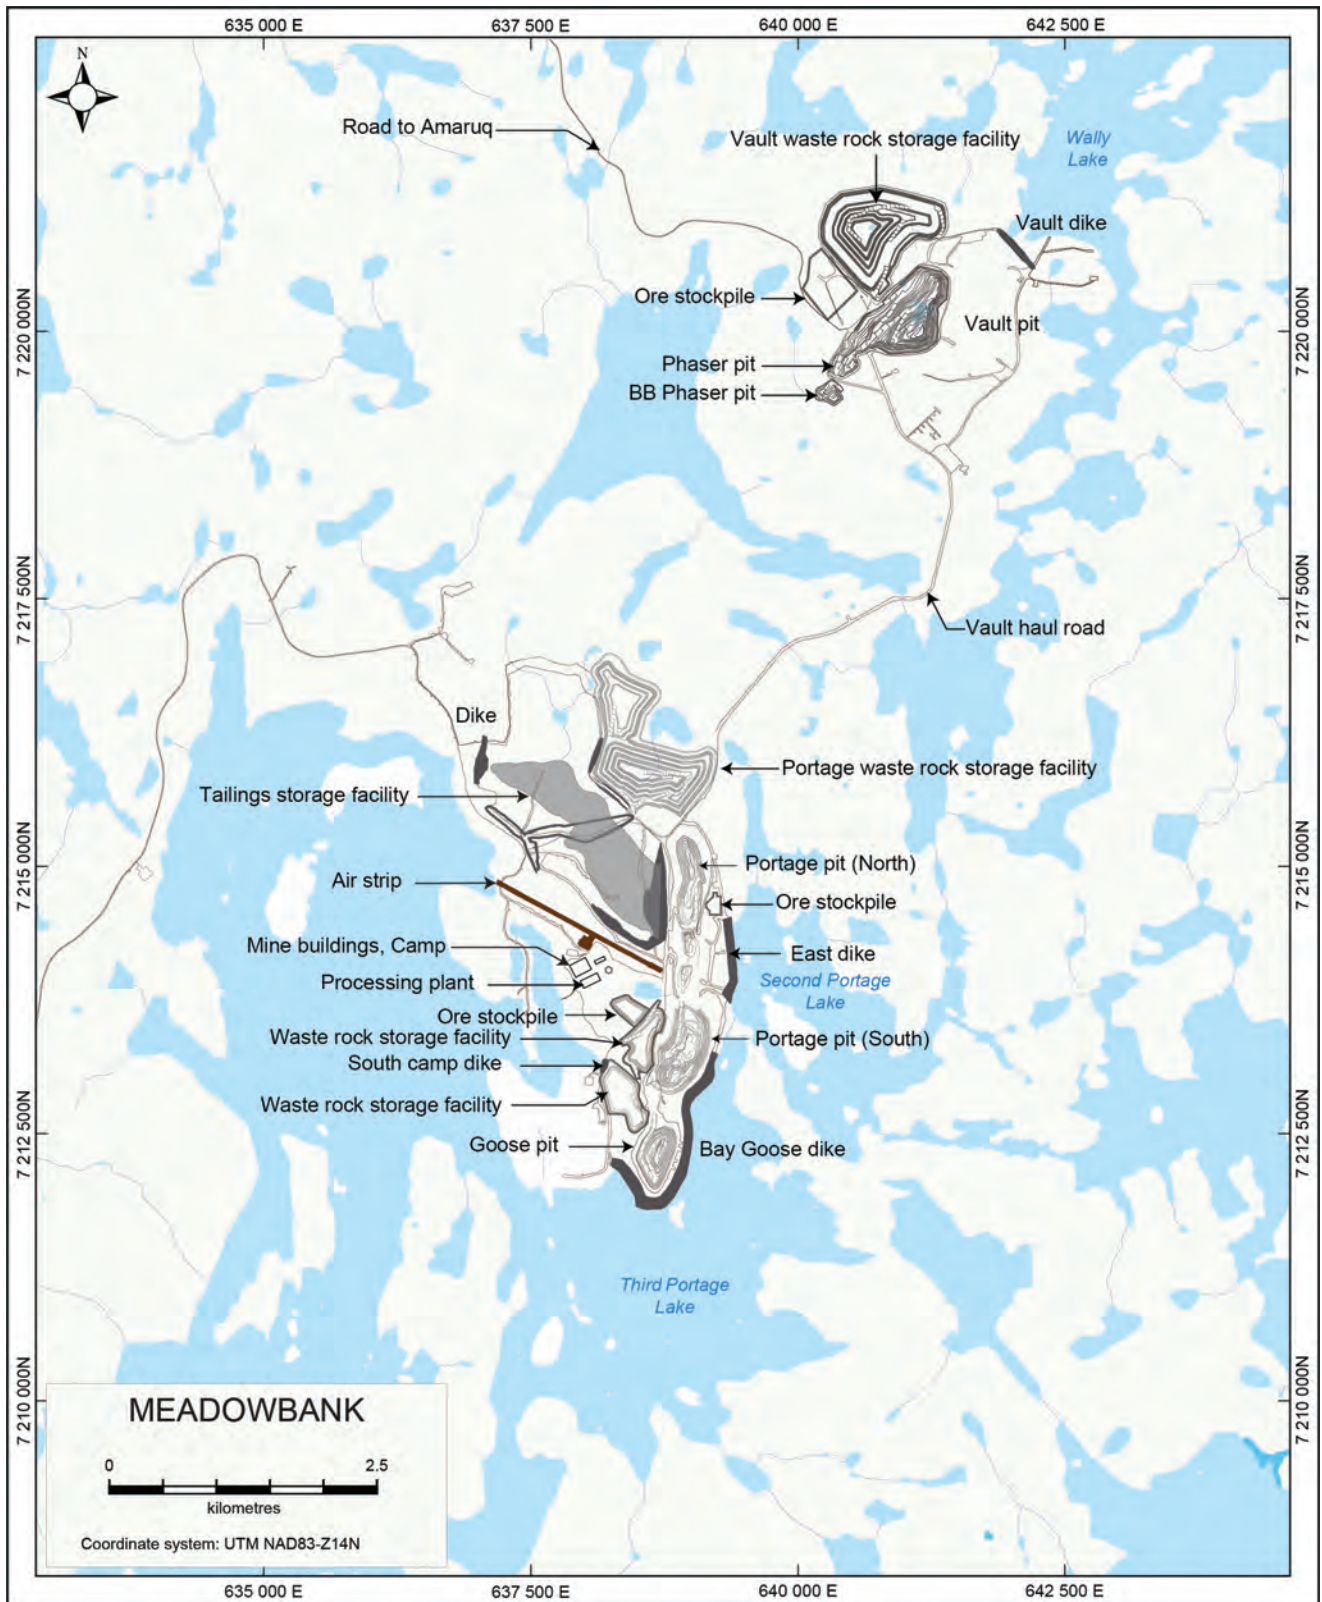 635 000 E
637 500 E
640 000 E
642 500 E
N
Road to Amaruq
Vault waste rock storage facility
Wally
Lake
Vault dike
Ore stockpile
7 220 000N
7 220 000N
Vault pit
Phaser pit
BB Phaser pit
7 217 500N
7 217 500N
Vault haul road
Dike
Portage waste rock storage facility
Tailings storage facility
7 215 000N
7 215 000N
Portage pit (North)
Air strip
Ore stockpile
Mine buildings, Camp
East dike
Processing plant
Second Portage
Lake
Ore stockpile
Waste rock storage facility
Portage pit (South)
South camp dike
Waste rock storage facility
7 212 500N
7 212 500N
Goose pit
Bay Goose dike
Third Portage
Lake
7 210 000N
7 210 000N
MEADOWBANK
0
2.5
kilometres
Coordinate system: UTM NAD83-Z14N
635 000 E
637 500 E
640 000 E
642 500 E